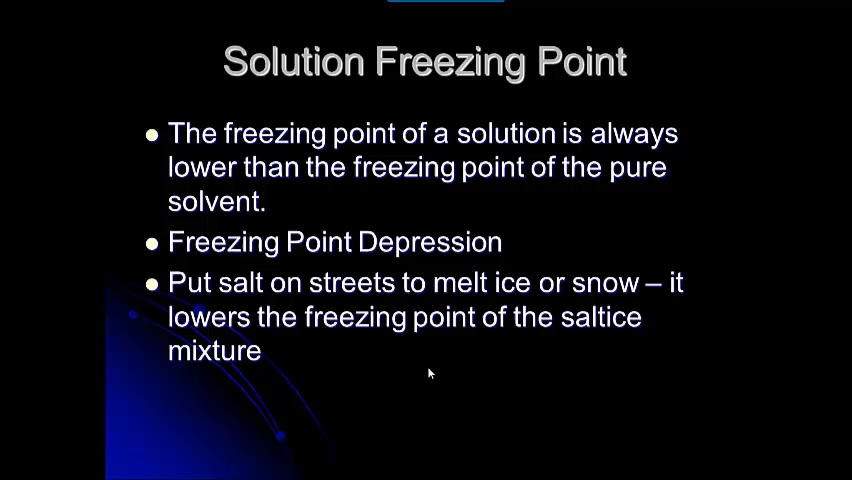 Solution Freezing Point
The freezing point of a solution is always
lower than the freezing point of the pure
solvent.
Freezing Point Depression
Put salt on streets to melt ice or snow – it
lowers the freezing point of the saltice
mixture